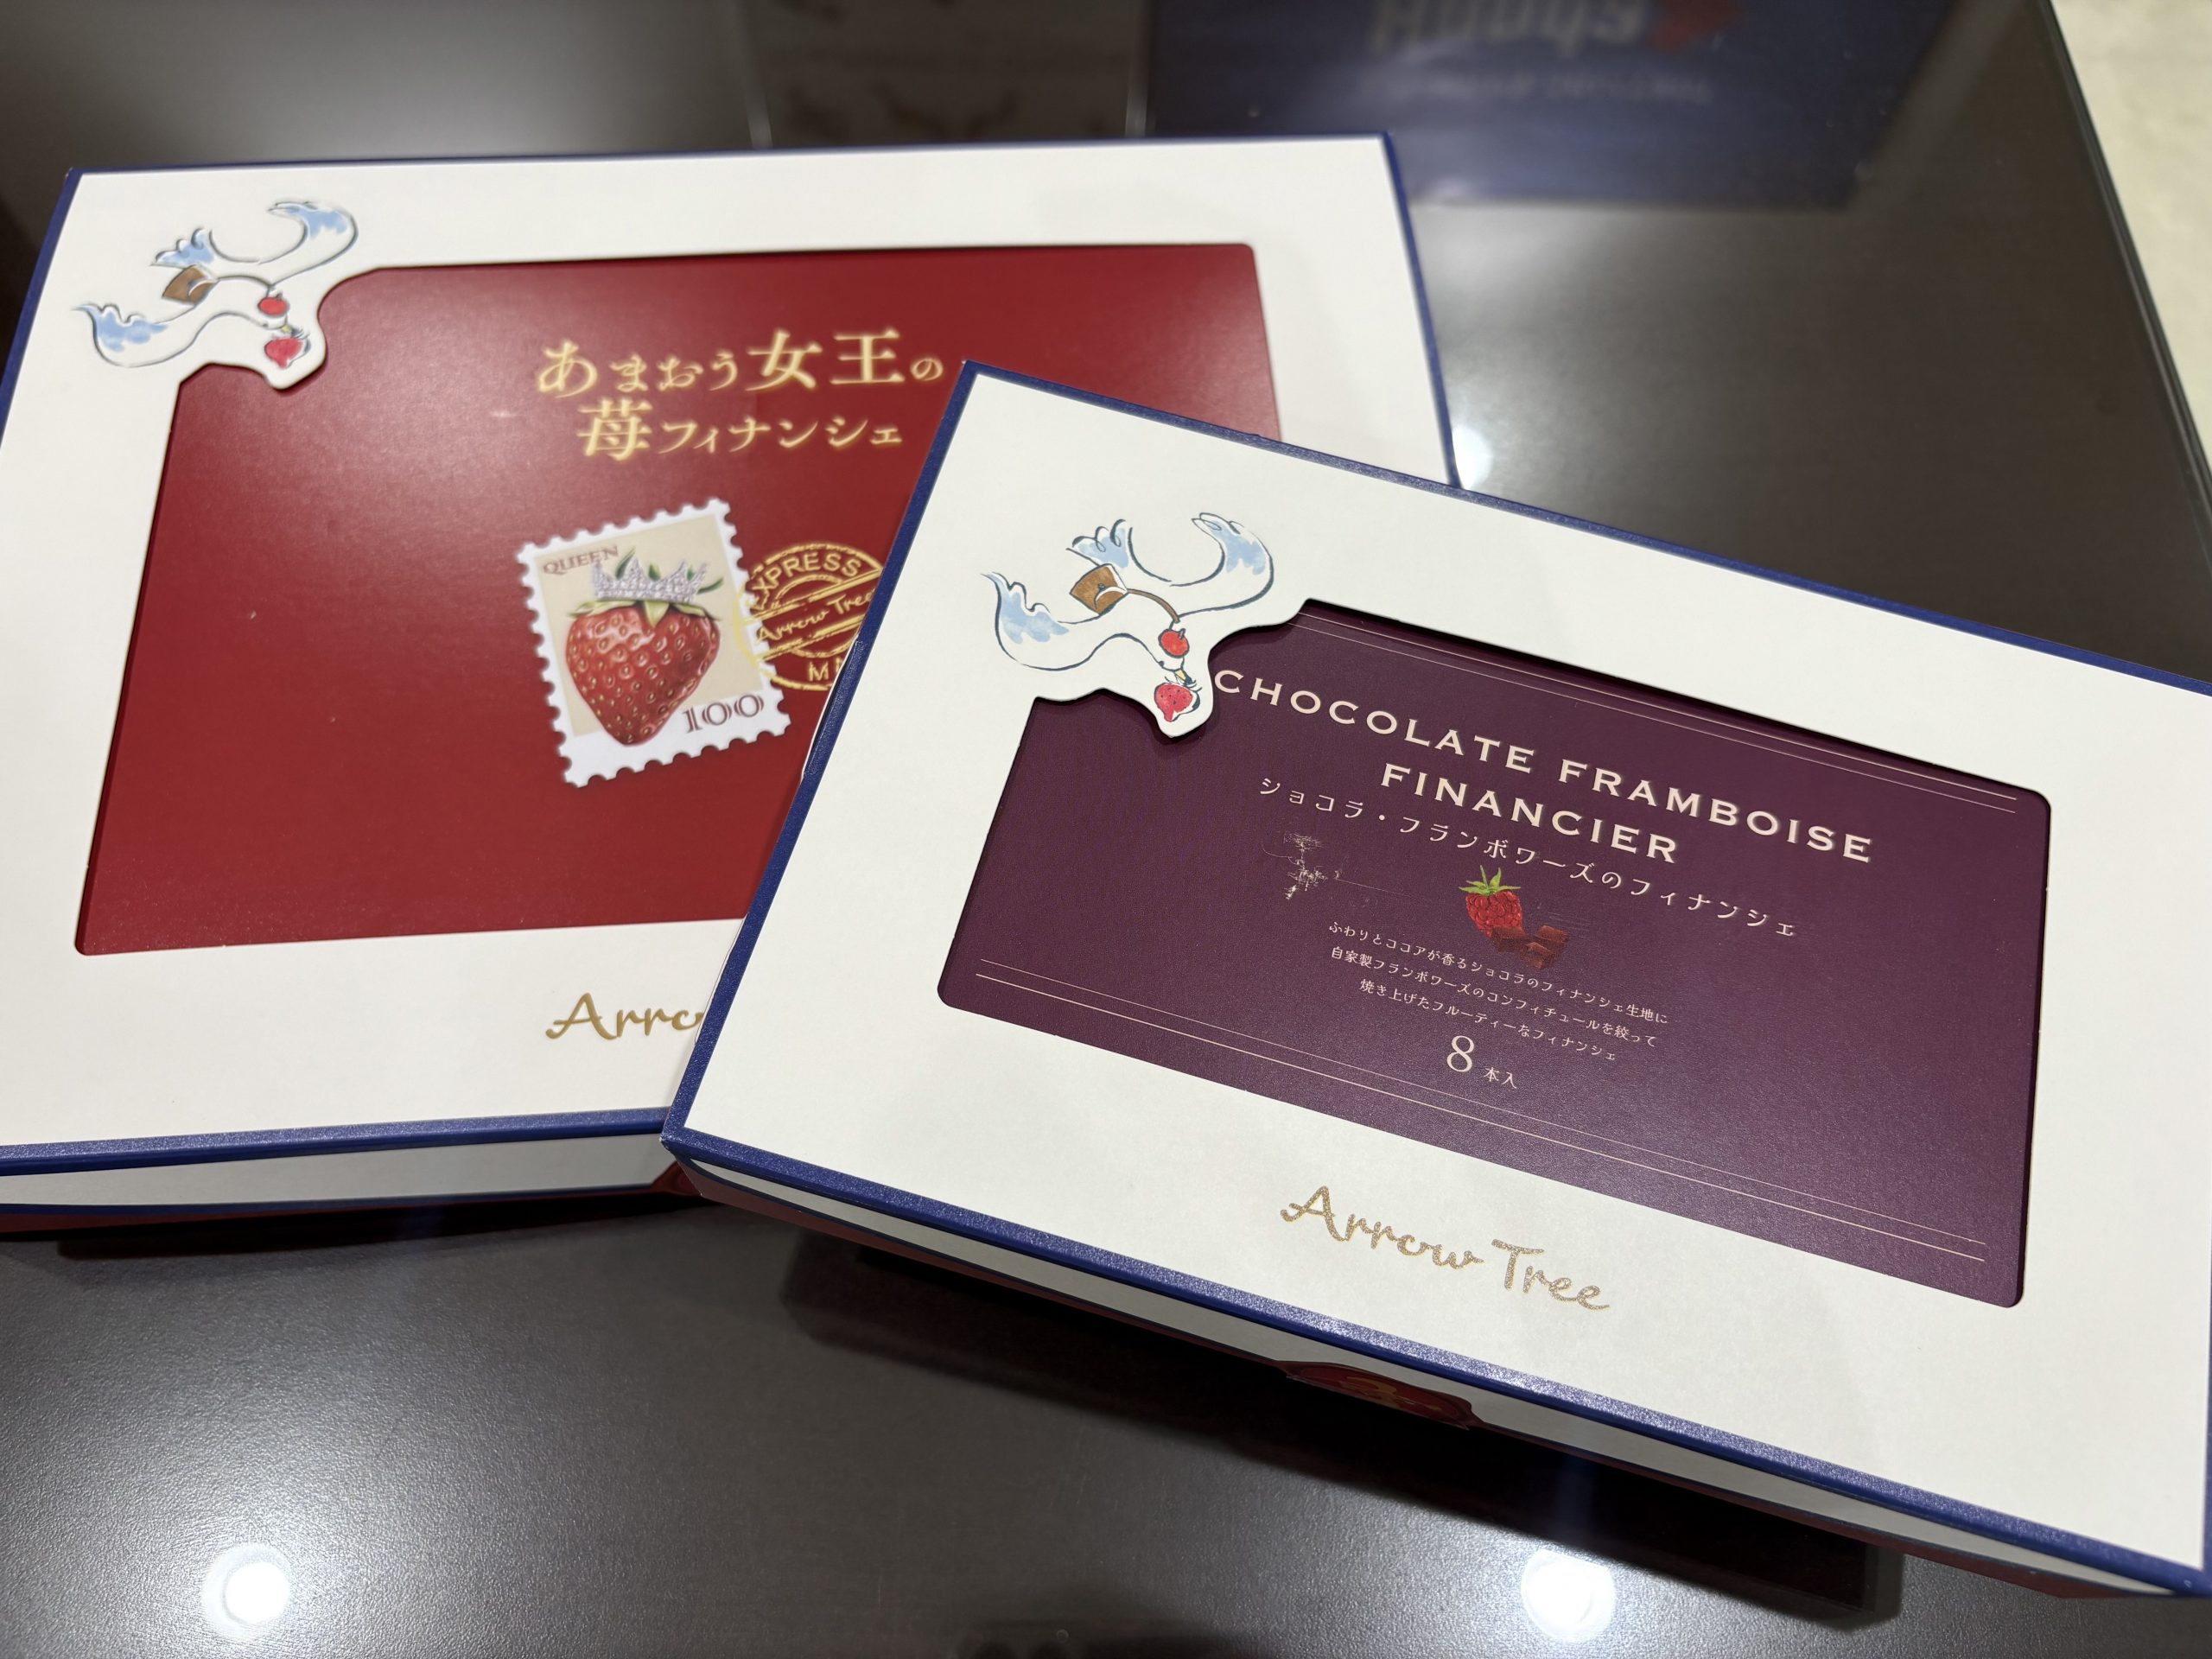 あまおう女王の
苺フィナンシェ
QUEEN
100
EXPRESS
Arrow Tree
CHOCOLATE FRAMBOISE
FINANCIER
ショコラ・フランボワーズのフィナンシェ
ふわりとココアが香るショコラのフィナンシェ生地に
自家製フランボワーズのコンフィチュールを絞って
焼き上げたフルーティーなフィナンシェ
8本入
Arrow Tree